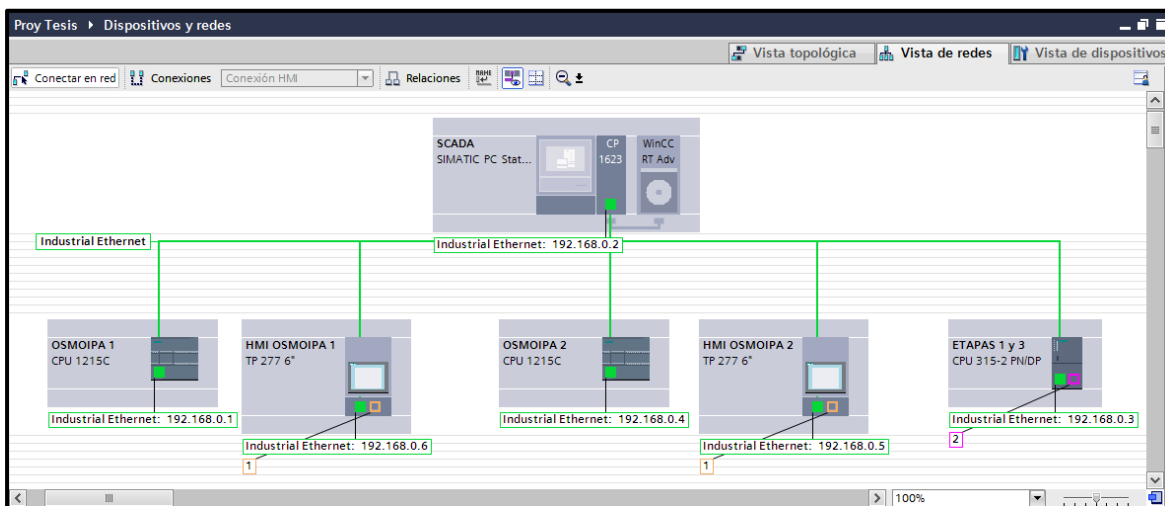 Proy Tesis ▸ Dispositivos y redes
Vista topológica
Vista de redes
Vista de dispositivos
Conectar en red
Conexiones
Conexión HMI
Relaciones
SCADA
SIMATIC PC Stat...
CP
1623
WinCC
RT Adv
Industrial Ethernet
Industrial Ethernet: 192.168.0.2
OSMOIPA 1
CPU 1215C
HMI OSMOIPA 1
TP 277 6"
OSMOIPA 2
CPU 1215C
HMI OSMOIPA 2
TP 277 6"
ETAPAS 1 y 3
CPU 315-2 PN/DP
Industrial Ethernet: 192.168.0.1
Industrial Ethernet: 192.168.0.6
1
Industrial Ethernet: 192.168.0.4
Industrial Ethernet: 192.168.0.5
1
Industrial Ethernet: 192.168.0.3
2
100%